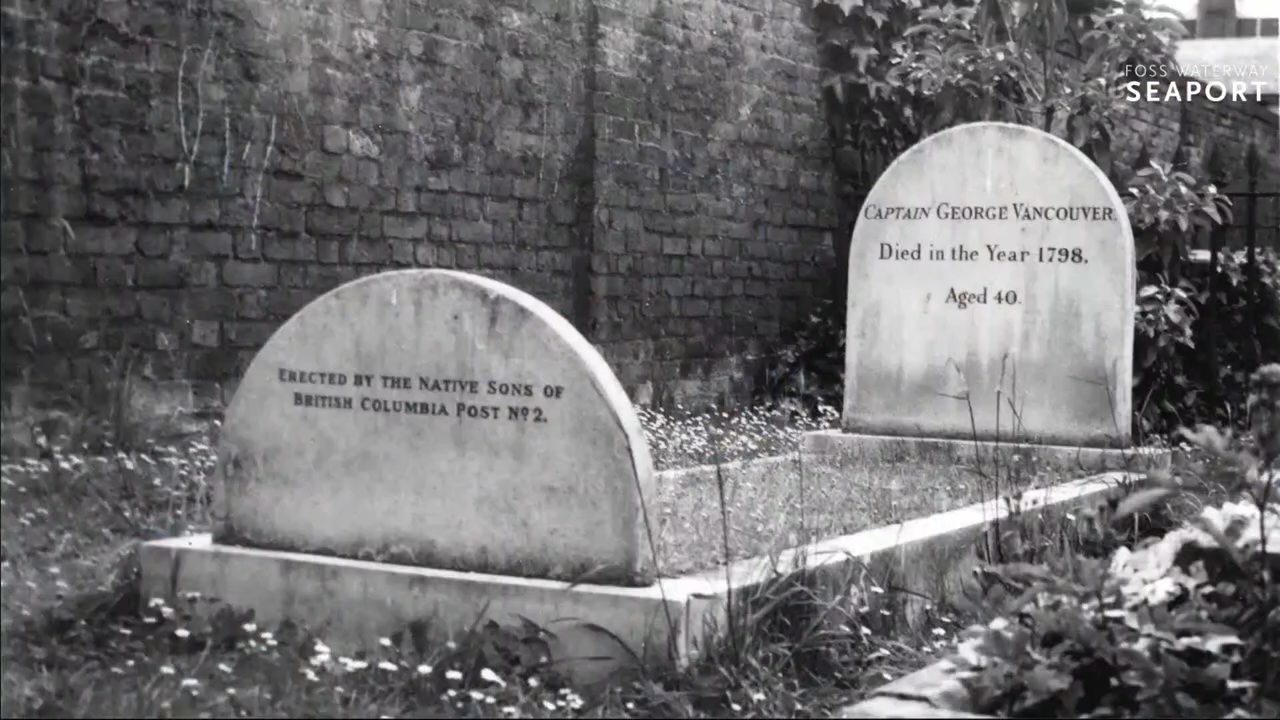 FOSS WATERWAY
SEAPORT
CAPTAIN GEORGE VANCOUVER.
Died in the Year 1798.
Aged 40.
ERECTED BY THE NATIVE SONS OF
BRITISH COLUMBIA POST Nº 2.